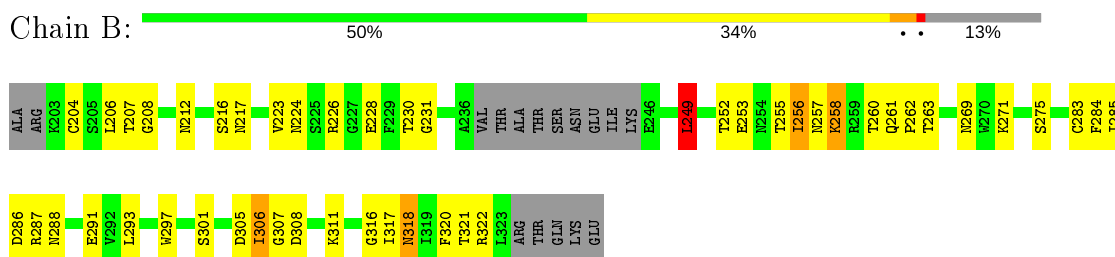 Chain B:
50% 34% • • 13%
ALA ARG K203 C204 S205 L206 T207 G208 N212 S216 N217 V223 N224 S225 R226 G227 E228 F229 T230 G231 A236 VAL THR ALA THR SER ASN GLU ILE LYS E246 L249 T252 E253 N254 T255 I256 N257 K258 R259 T260 Q261 P262 T263 N269 W270 K271 S275 C283 F284
D286 R287 N288 E291 V292 L293 W297 S301 D305 I306 G307 D308 K311 G316 I317 N318 I319 F320 T321 R322 L323 ARG THR GLN LYS GLU